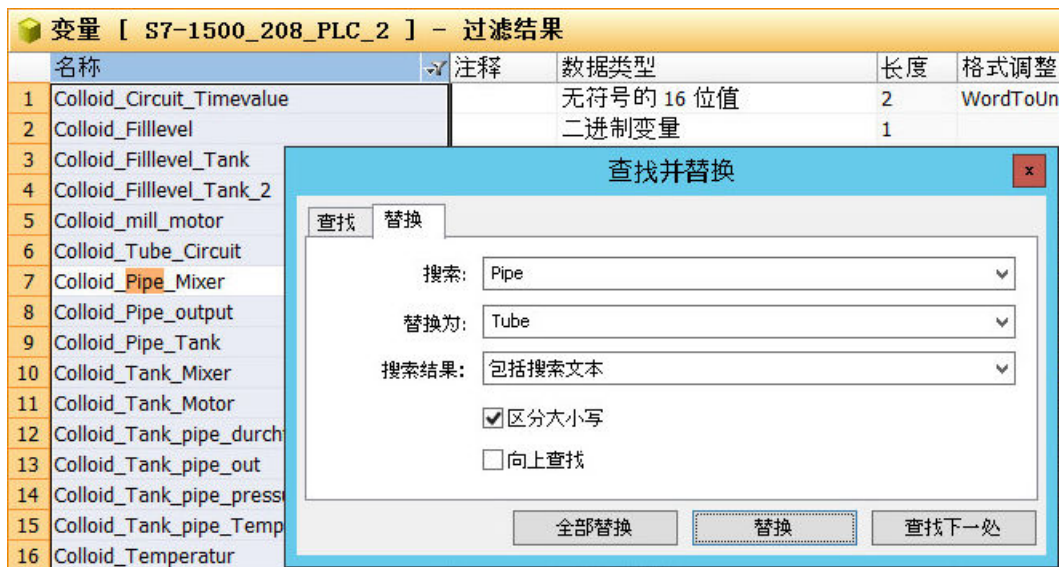 变量 [ S7-1500_208_PLC_2 ] - 过滤结果
名称 注释 数据类型 长度 格式调整
1 Colloid_Circuit_Timevalue 无符号的 16 位值 2 WordToUn
2 Colloid_Filllevel 二进制变量 1
3 Colloid_Filllevel_Tank
4 Colloid_Filllevel_Tank_2
5 Colloid_mill_motor
6 Colloid_Tube_Circuit
7 Colloid_Pipe_Mixer
8 Colloid_Pipe_output
9 Colloid_Pipe_Tank
10 Colloid_Tank_Mixer
11 Colloid_Tank_Motor
12 Colloid_Tank_pipe_durch
13 Colloid_Tank_pipe_out
14 Colloid_Tank_pipe_press
15 Colloid_Tank_pipe_Temp
16 Colloid_Temperatur
查找并替换
x
查找 替换
搜索: Pipe
替换为: Tube
搜索结果: 包括搜索文本
区分大小写
向上查找
全部替换 替换 查找下一处